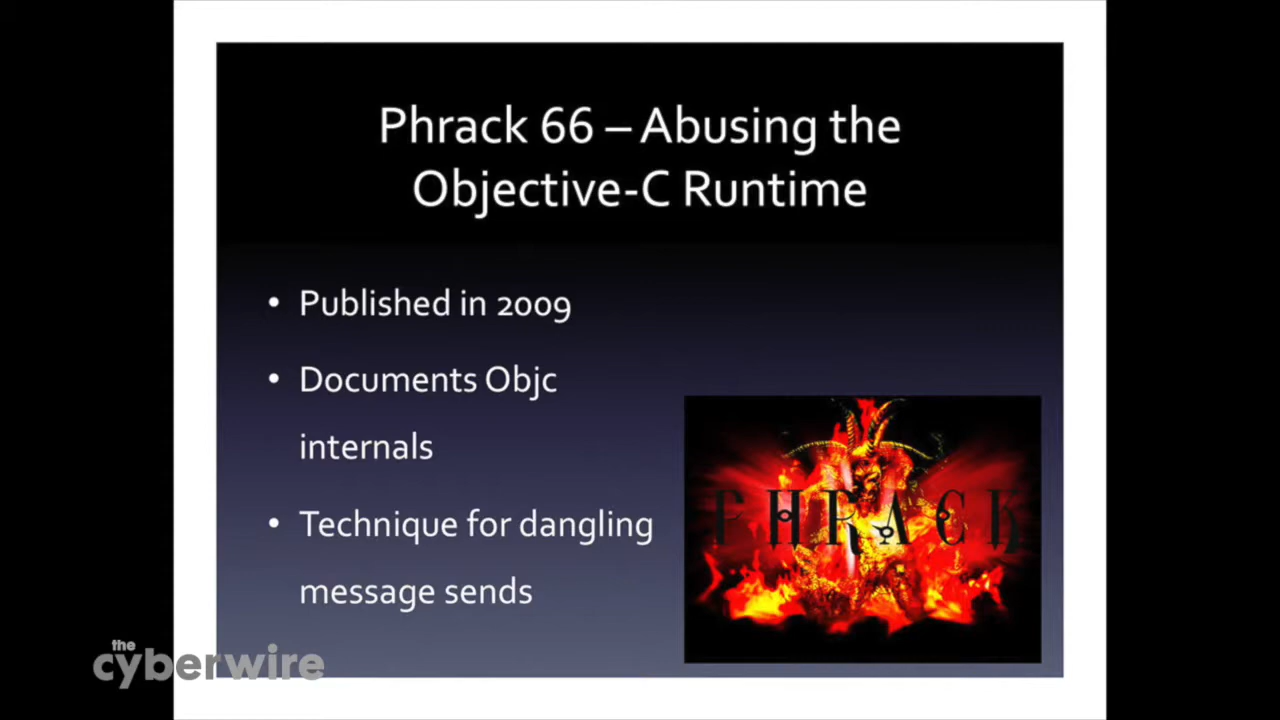 Phrack 66 – Abusing the
Objective-C Runtime
• Published in 2009
• Documents Objc
internals
• Technique for dangling
message sends
PHRACK
the
cyberwire